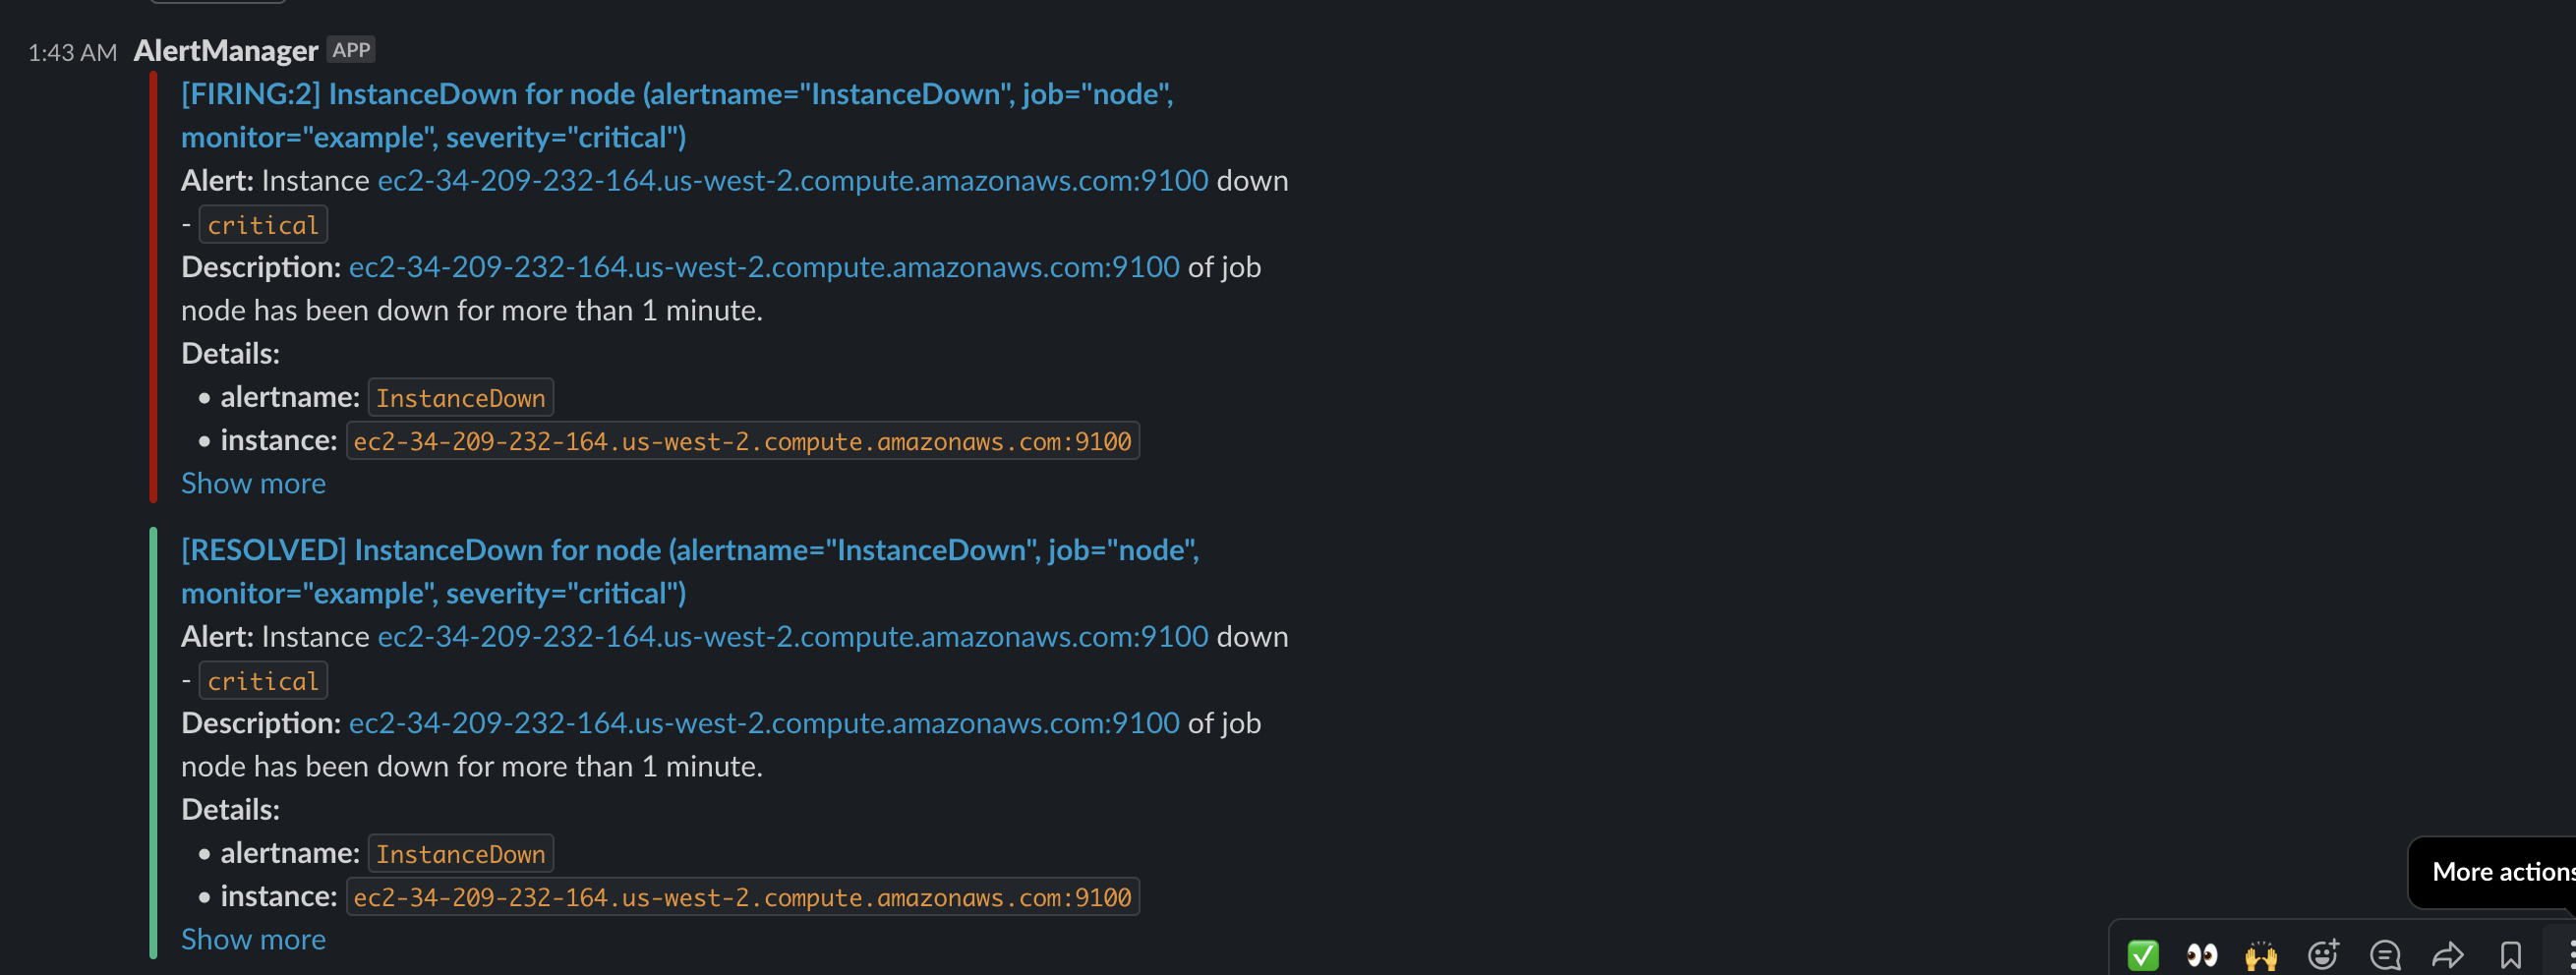 1:43 AM AlertManager APP
[FIRING:2] InstanceDown for node (alertname="InstanceDown", job="node",
monitor="example", severity="critical")
Alert: Instance ec2-34-209-232-164.us-west-2.compute.amazonaws.com:9100 down
- critical
Description: ec2-34-209-232-164.us-west-2.compute.amazonaws.com:9100 of job
node has been down for more than 1 minute.
Details:
• alertname: InstanceDown
• instance: ec2-34-209-232-164.us-west-2.compute.amazonaws.com:9100
Show more
[RESOLVED] InstanceDown for node (alertname="InstanceDown", job="node",
monitor="example", severity="critical")
Alert: Instance ec2-34-209-232-164.us-west-2.compute.amazonaws.com:9100 down
- critical
Description: ec2-34-209-232-164.us-west-2.compute.amazonaws.com:9100 of job
node has been down for more than 1 minute.
Details:
• alertname: InstanceDown
• instance: ec2-34-209-232-164.us-west-2.compute.amazonaws.com:9100
Show more
More actions